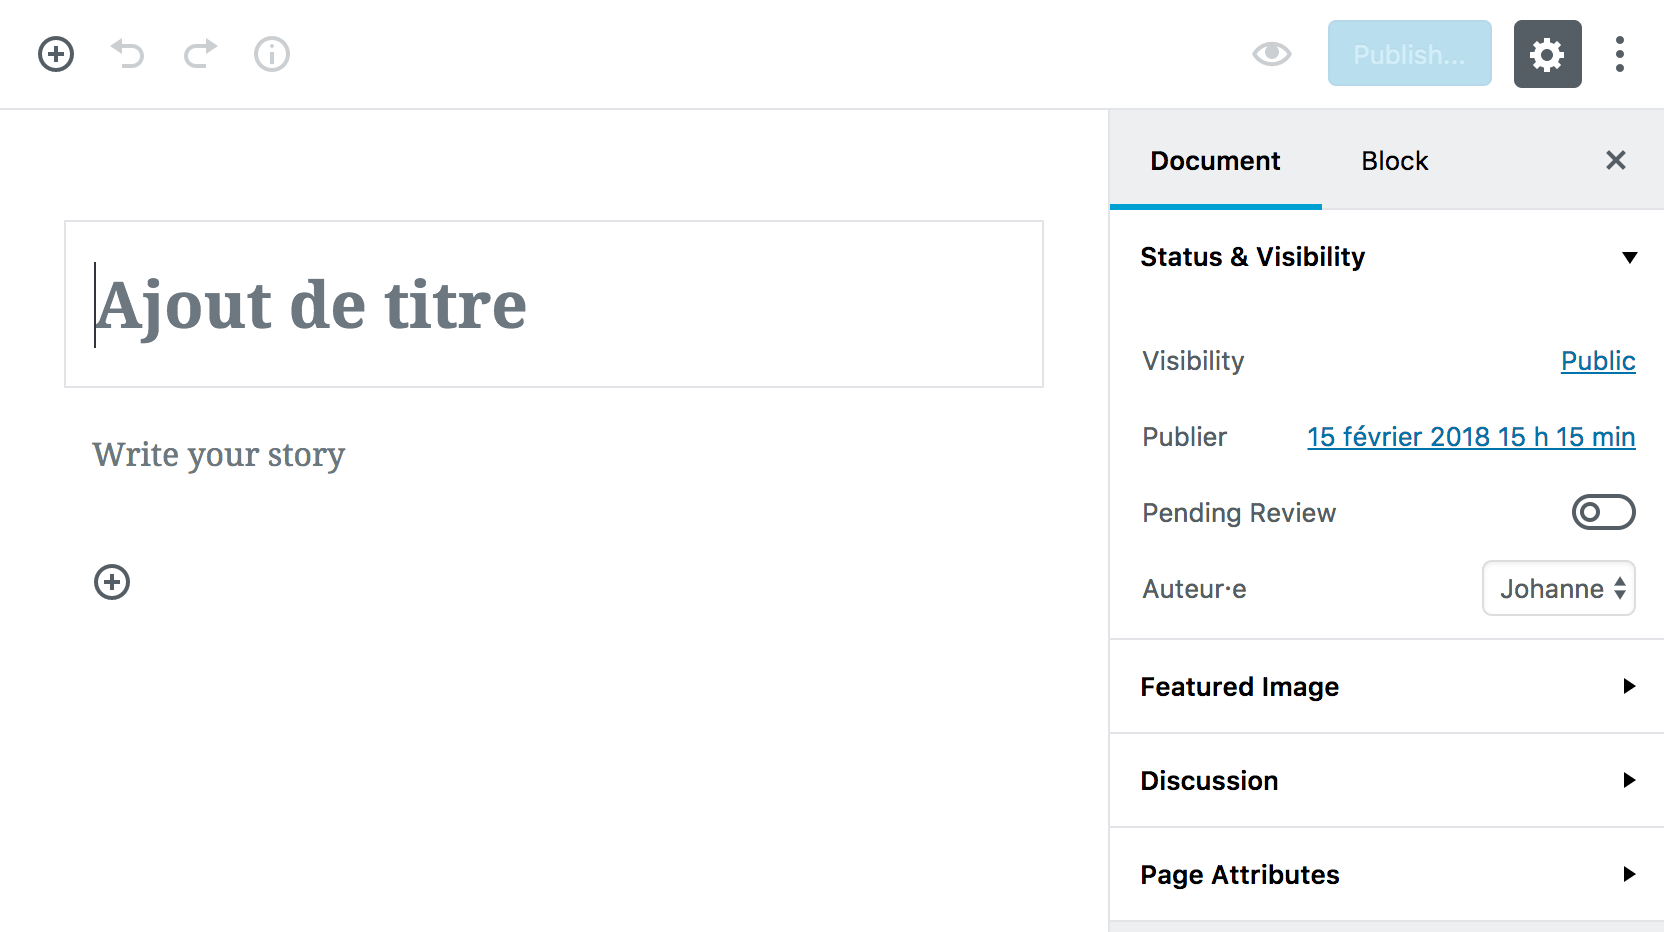 Publish...
Document Block
Ajout de titre
Write your story
Status & Visibility
Visibility Public
Publier 15 février 2018 15 h 15 min
Pending Review
Auteur·e Johanne
Featured Image
Discussion
Page Attributes